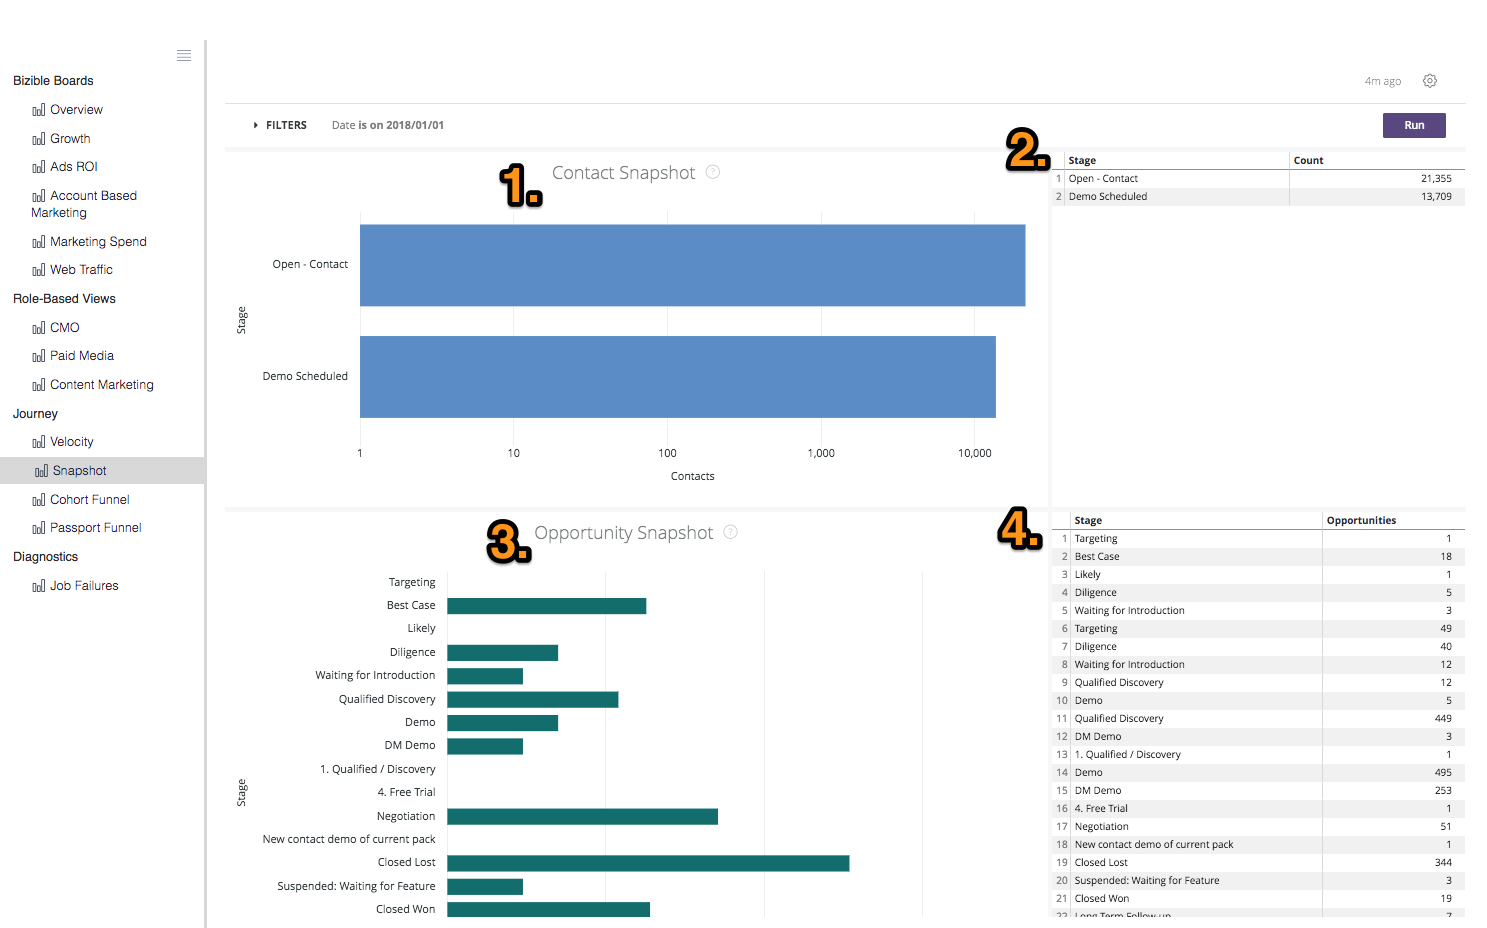 Bizible Boards
Overview
Growth
Ads ROI
Account Based
Marketing
Marketing Spend
Web Traffic
Role-Based Views
CMO
Paid Media
Content Marketing
Journey
Velocity
Snapshot
Cohort Funnel
Passport Funnel
Diagnostics
Job Failures
4m ago
FILTERS Date is on 2018/01/01
Run
1.
Contact Snapshot ?
Stage
Open - Contact
Demo Scheduled
1 10 100 1,000 10,000
Contacts
2.
Stage Count
1 Open - Contact 21,355
2 Demo Scheduled 13,709
3.
Opportunity Snapshot ?
Stage
Targeting
Best Case
Likely
Diligence
Waiting for Introduction
Qualified Discovery
Demo
DM Demo
1. Qualified / Discovery
4. Free Trial
Negotiation
New contact demo of current pack
Closed Lost
Suspended: Waiting for Feature
Closed Won
4.
Stage Opportunities
1 Targeting 1
2 Best Case 18
3 Likely 1
4 Diligence 5
5 Waiting for Introduction 3
6 Targeting 49
7 Diligence 40
8 Waiting for Introduction 12
9 Qualified Discovery 12
10 Demo 5
11 Qualified Discovery 449
12 DM Demo 3
13 1. Qualified / Discovery 1
14 Demo 495
15 DM Demo 253
16 4. Free Trial 1
17 Negotiation 51
18 New contact demo of current pack 1
19 Closed Lost 344
20 Suspended: Waiting for Feature 3
21 Closed Won 19
22 Long Term Follow-up 7